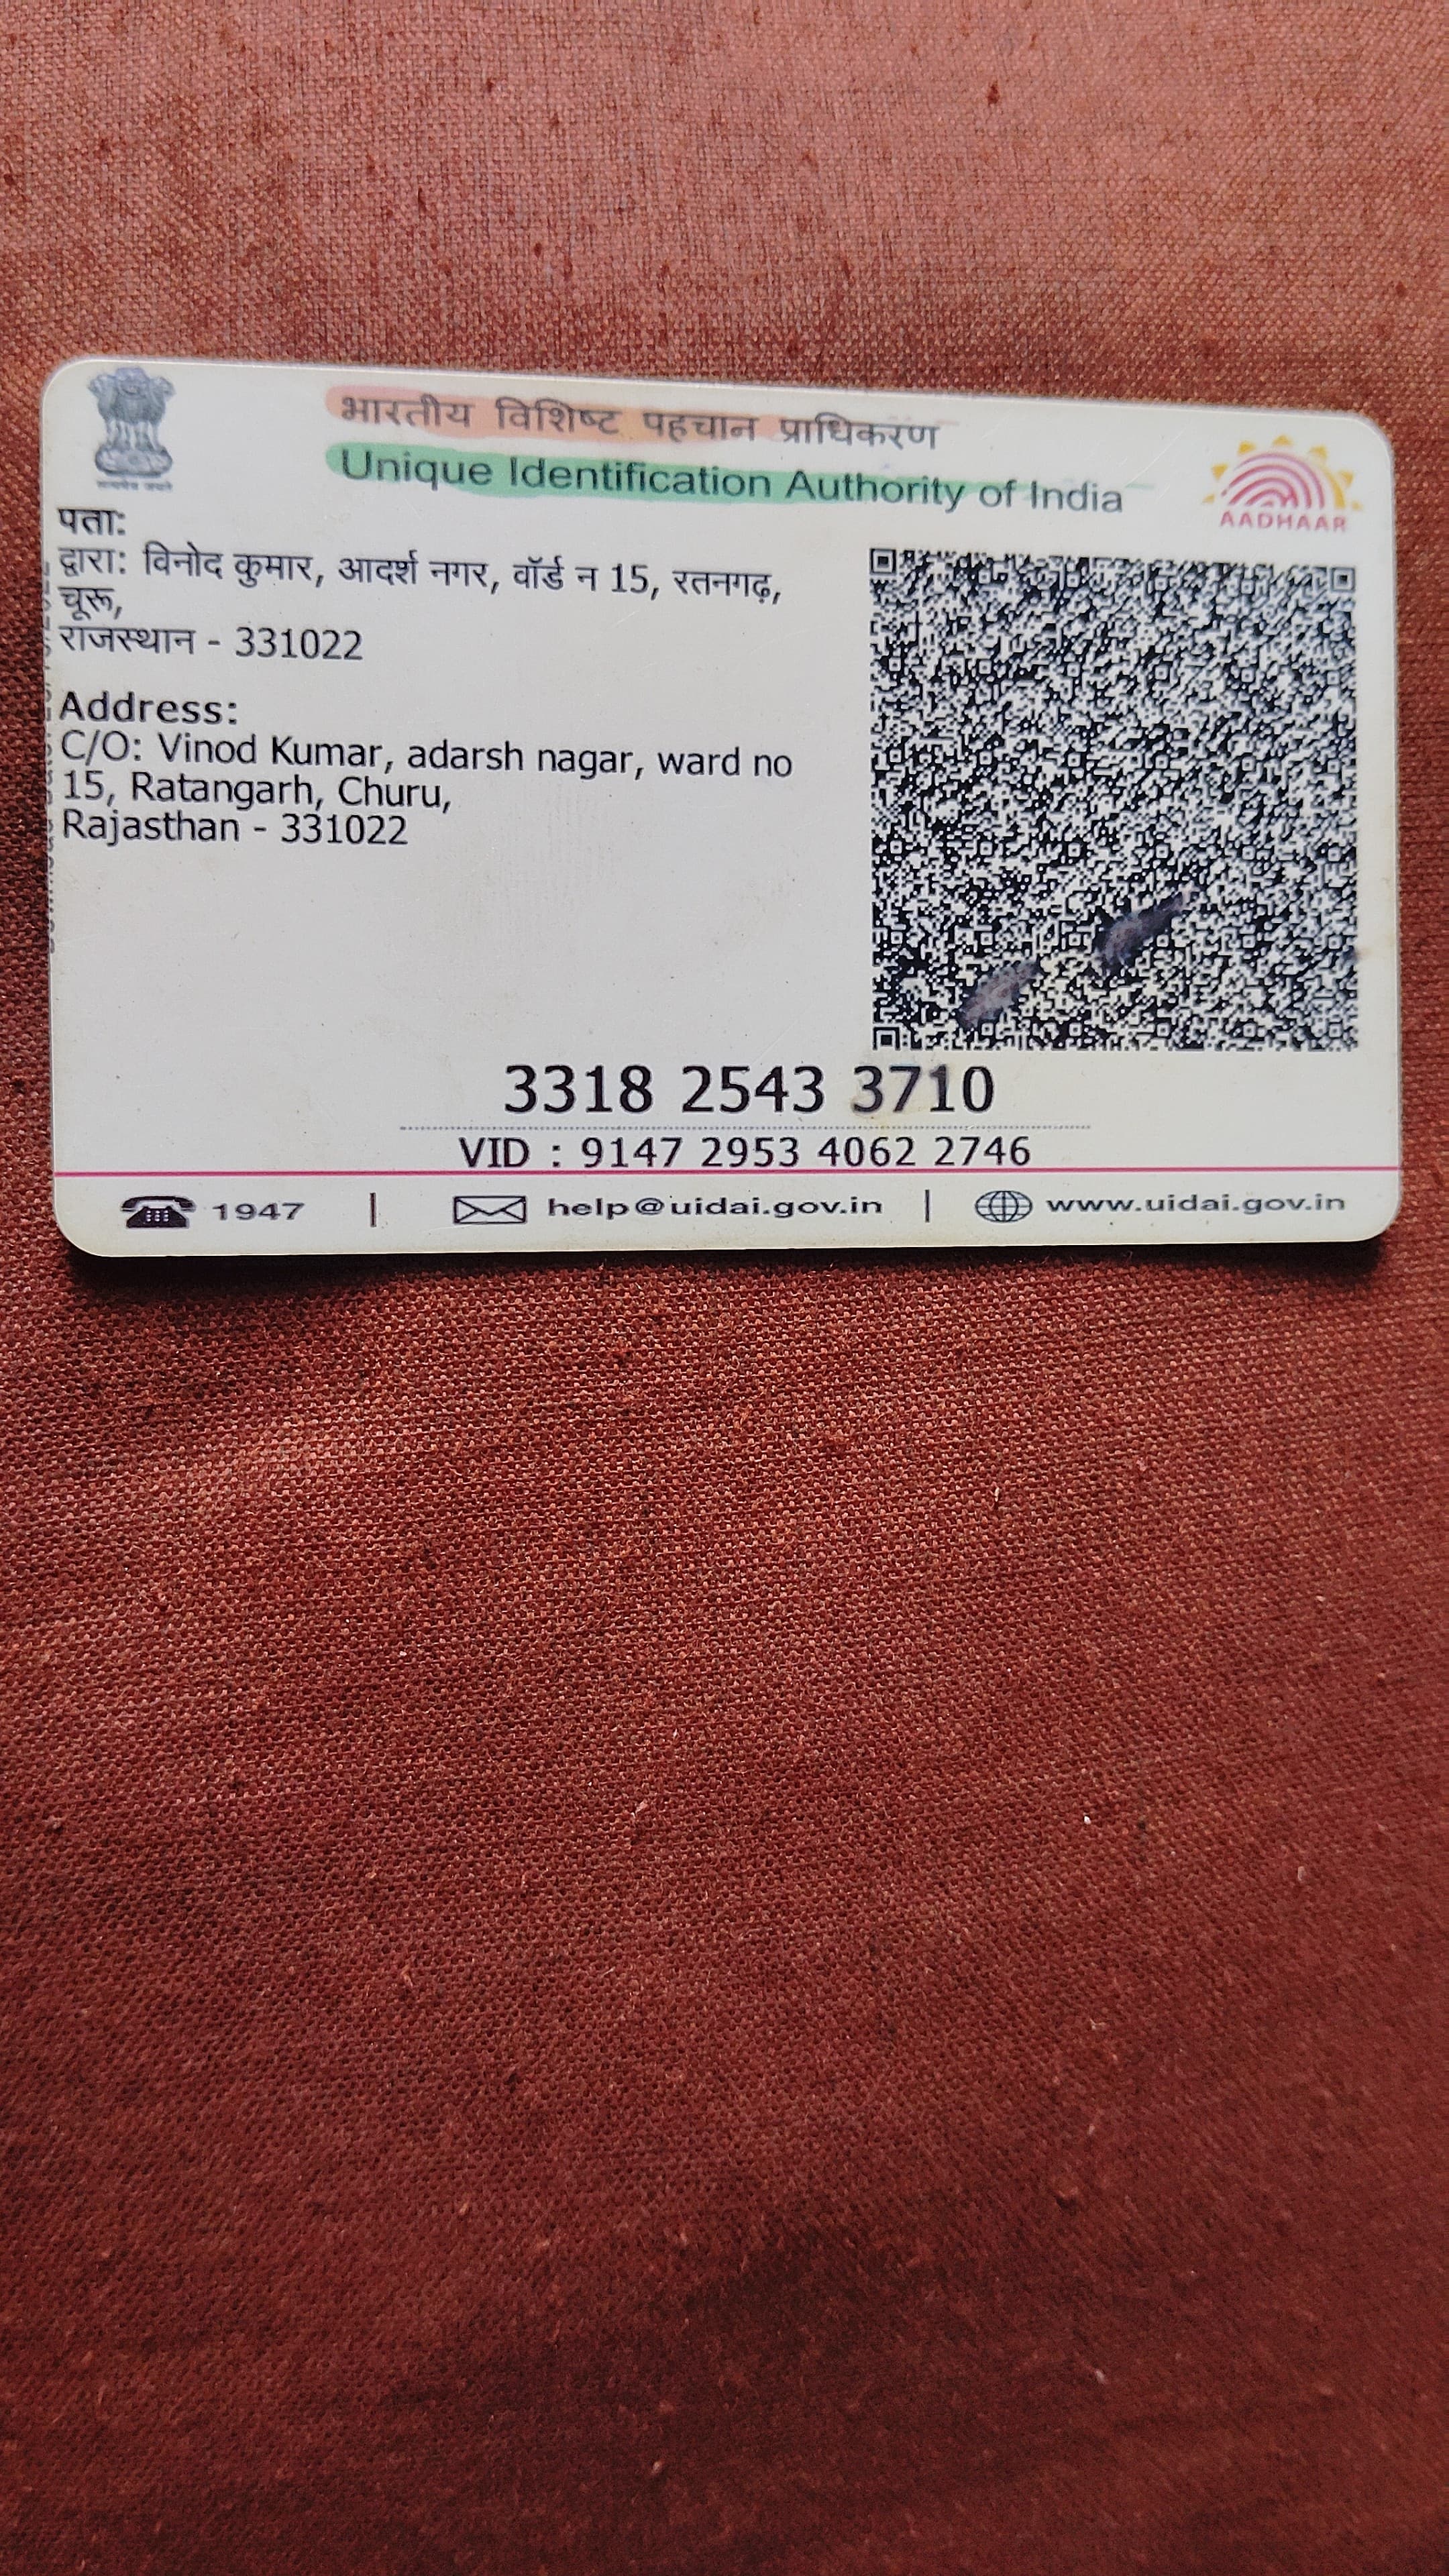 सत्यमेव जयते
भारतीय विशिष्ट पहचान प्राधिकरण
Unique Identification Authority of India
AADHAAR
पता:
द्वारा: विनोद कुमार, आदर्श नगर, वॉर्ड न 15, रतनगढ़,
चूरू,
राजस्थान - 331022
Address:
C/O: Vinod Kumar, adarsh nagar, ward no
15, Ratangarh, Churu,
Rajasthan - 331022
3318 2543 3710
VID : 9147 2953 4062 2746
1947 | help@uidai.gov.in | www.uidai.gov.in